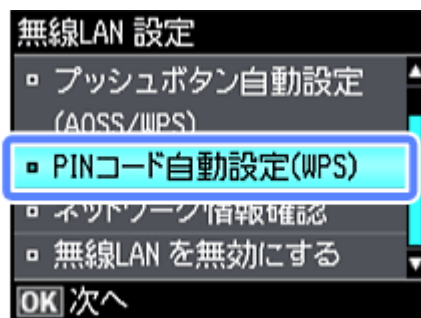 無線LAN 設定
プッシュボタン自動設定
(AOSS/WPS)
PINコード自動設定(WPS)
ネットワーク情報確認
無線LAN を無効にする
OK 次へ